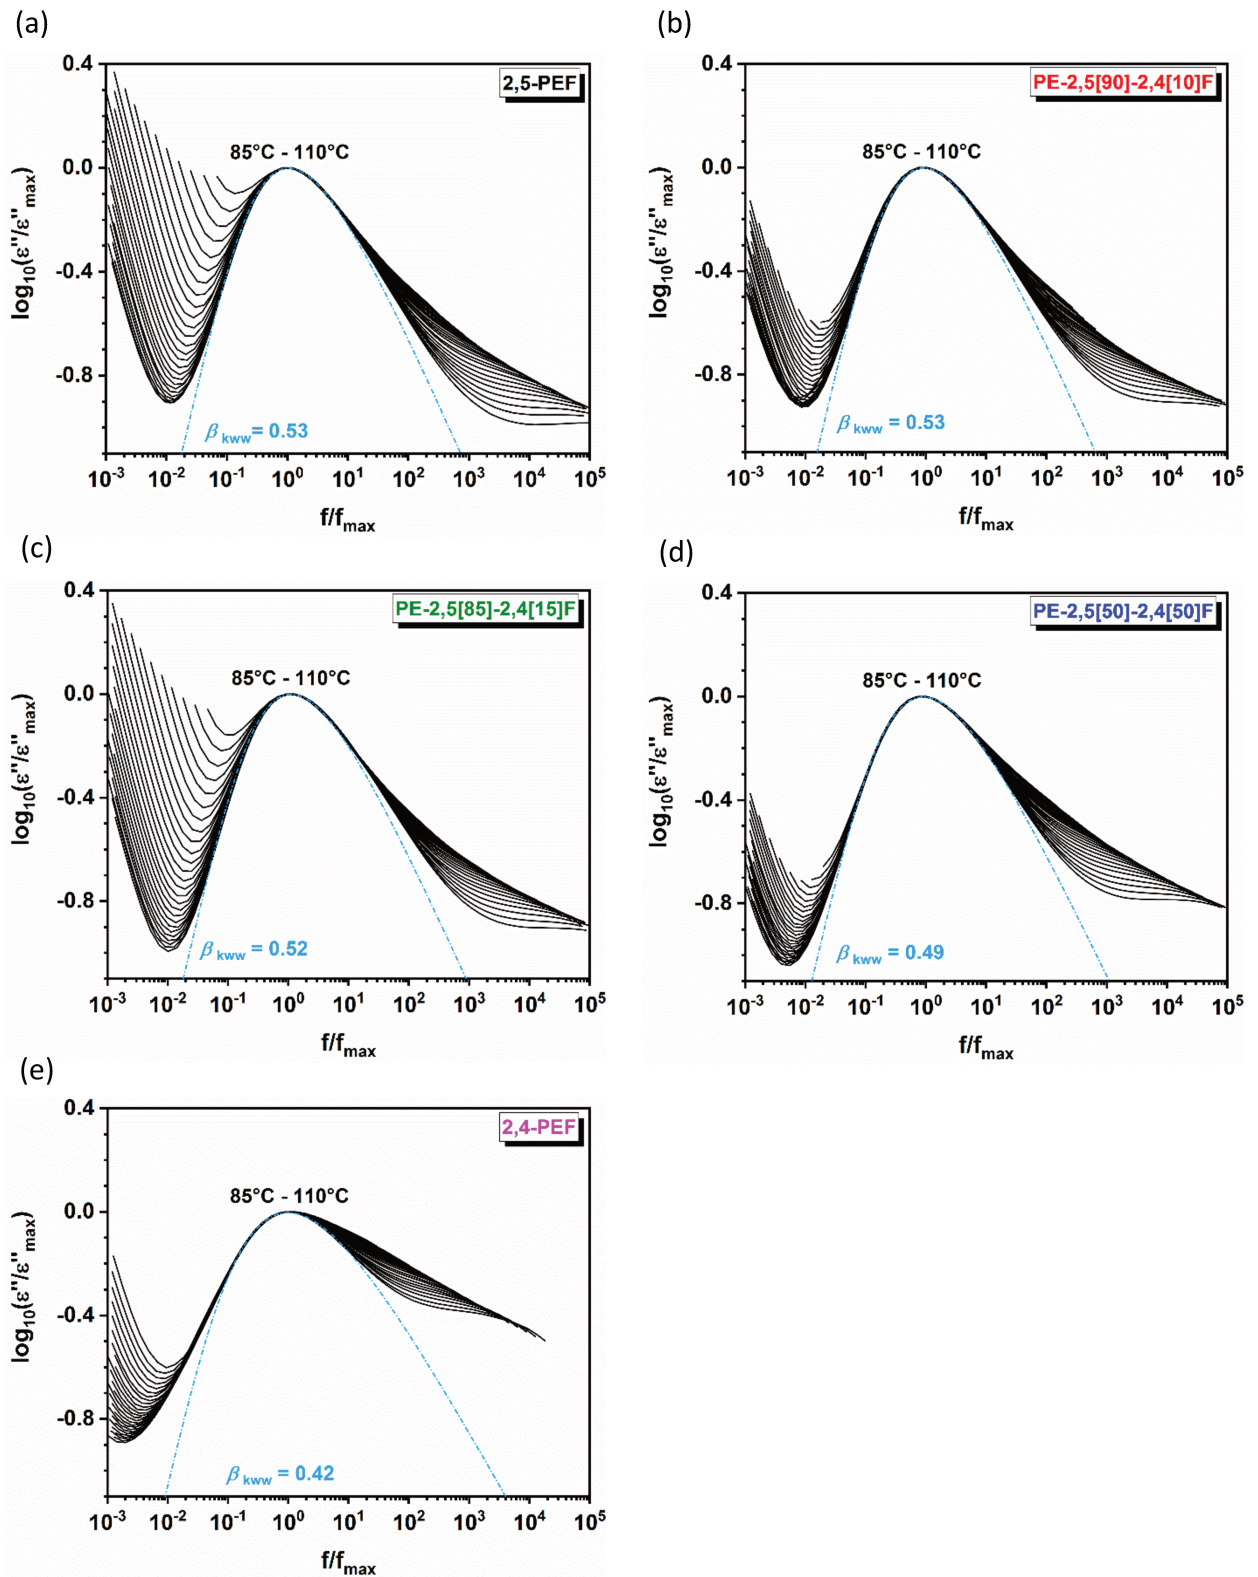 (a)
0.4
0.0
-0.4
-0.8
log10(ε''/ε''max)
2,5-PEF
85°C - 110°C
βkww = 0.53
10-3 10-2 10-1 100 101 102 103 104 105
f/fmax
(b)
0.4
0.0
-0.4
-0.8
log10(ε''/ε''max)
PE-2,5[90]-2,4[10]F
85°C - 110°C
βkww = 0.53
10-3 10-2 10-1 100 101 102 103 104 105
f/fmax
(c)
0.4
0.0
-0.4
-0.8
log10(ε''/ε''max)
PE-2,5[85]-2,4[15]F
85°C - 110°C
βkww = 0.52
10-3 10-2 10-1 100 101 102 103 104 105
f/fmax
(d)
0.4
0.0
-0.4
-0.8
log10(ε''/ε''max)
PE-2,5[50]-2,4[50]F
85°C - 110°C
βkww = 0.49
10-3 10-2 10-1 100 101 102 103 104 105
f/fmax
(e)
0.4
0.0
-0.4
-0.8
log10(ε''/ε''max)
2,4-PEF
85°C - 110°C
βkww = 0.42
10-3 10-2 10-1 100 101 102 103 104 105
f/fmax